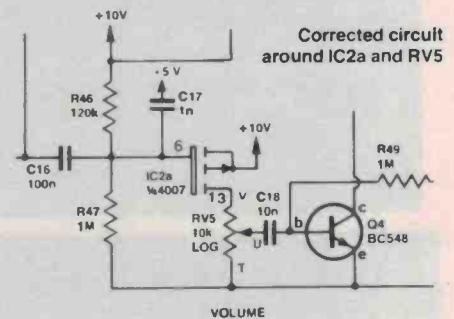 +10V
Corrected circuit
around IC2a and RV5
- 5 V
C17
1n
R46
120k
6
+10V
R49
1M
C16
100n
IC2a
¼4007
13
V
C18
10n
c
b
Q4
BC548
e
R47
1M
RV5
10k
LOG
U
T
VOLUME